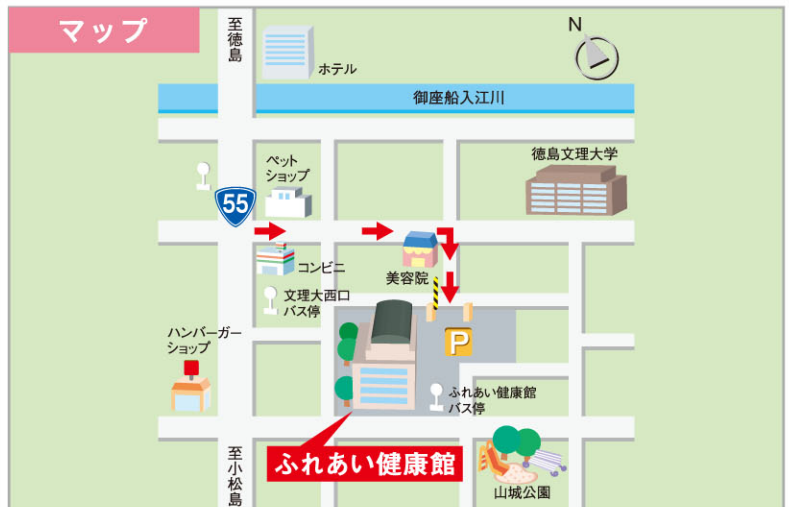 マップ
至徳島
N
ホテル
御座船入江川
徳島文理大学
ペット
ショップ
55
コンビニ
美容院
文理大西口
バス停
ハンバーガー
ショップ
P
ふれあい健康館
バス停
ふれあい健康館
至小松島
山城公園